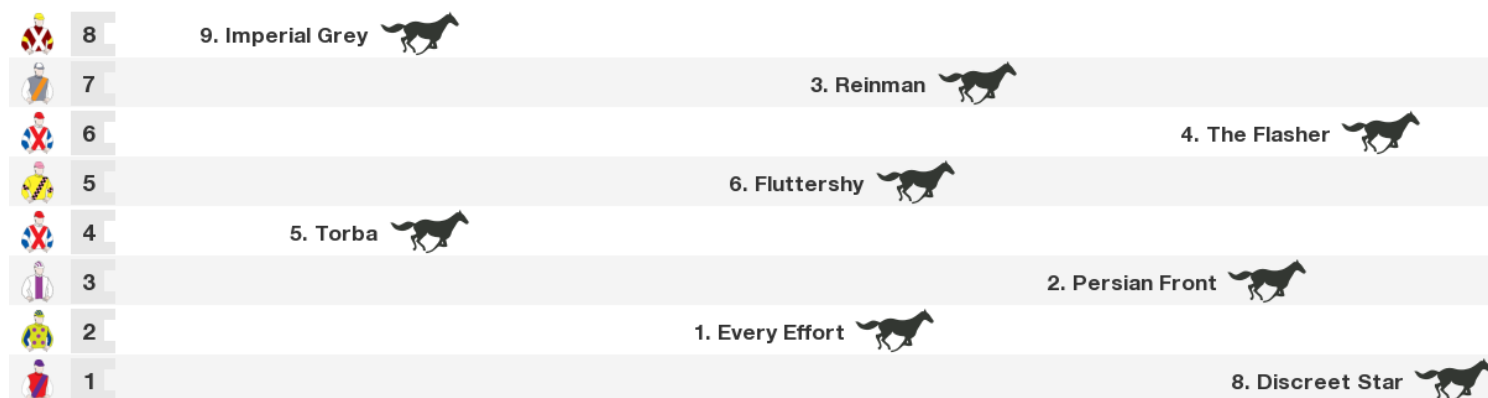 8 9. Imperial Grey
7 3. Reinman
6 4. The Flasher
5 6. Fluttershy
4 5. Torba
3 2. Persian Front
2 1. Every Effort
1 8. Discreet Star